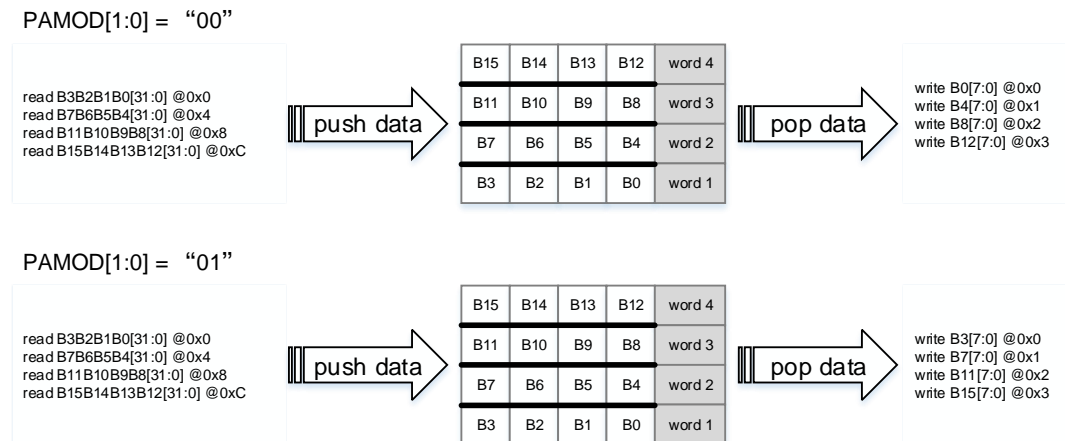 PAMOD[1:0] = “00”
read B3B2B1B0[31:0] @0x0
read B7B6B5B4[31:0] @0x4
read B11B10B9B8[31:0] @0x8
read B15B14B13B12[31:0] @0xC
push data
B15 B14 B13 B12 word 4
B11 B10 B9 B8 word 3
B7 B6 B5 B4 word 2
B3 B2 B1 B0 word 1
pop data
write B0[7:0] @0x0
write B4[7:0] @0x1
write B8[7:0] @0x2
write B12[7:0] @0x3
PAMOD[1:0] = “01”
read B3B2B1B0[31:0] @0x0
read B7B6B5B4[31:0] @0x4
read B11B10B9B8[31:0] @0x8
read B15B14B13B12[31:0] @0xC
push data
B15 B14 B13 B12 word 4
B11 B10 B9 B8 word 3
B7 B6 B5 B4 word 2
B3 B2 B1 B0 word 1
pop data
write B3[7:0] @0x0
write B7[7:0] @0x1
write B11[7:0] @0x2
write B15[7:0] @0x3